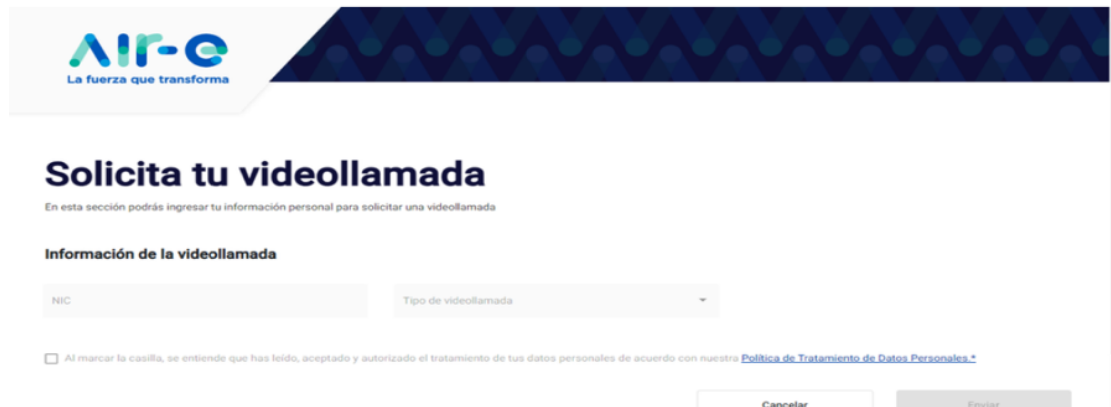 Air-e
La fuerza que transforma
Solicita tu videollamada
En esta sección podrás ingresar tu información personal para solicitar una videollamada
Información de la videollamada
NIC
Tipo de videollamada
Al marcar la casilla, se entiende que has leído, aceptado y autorizado el tratamiento de tus datos personales de acuerdo con nuestra Política de Tratamiento de Datos Personales.*
Cancelar
Enviar